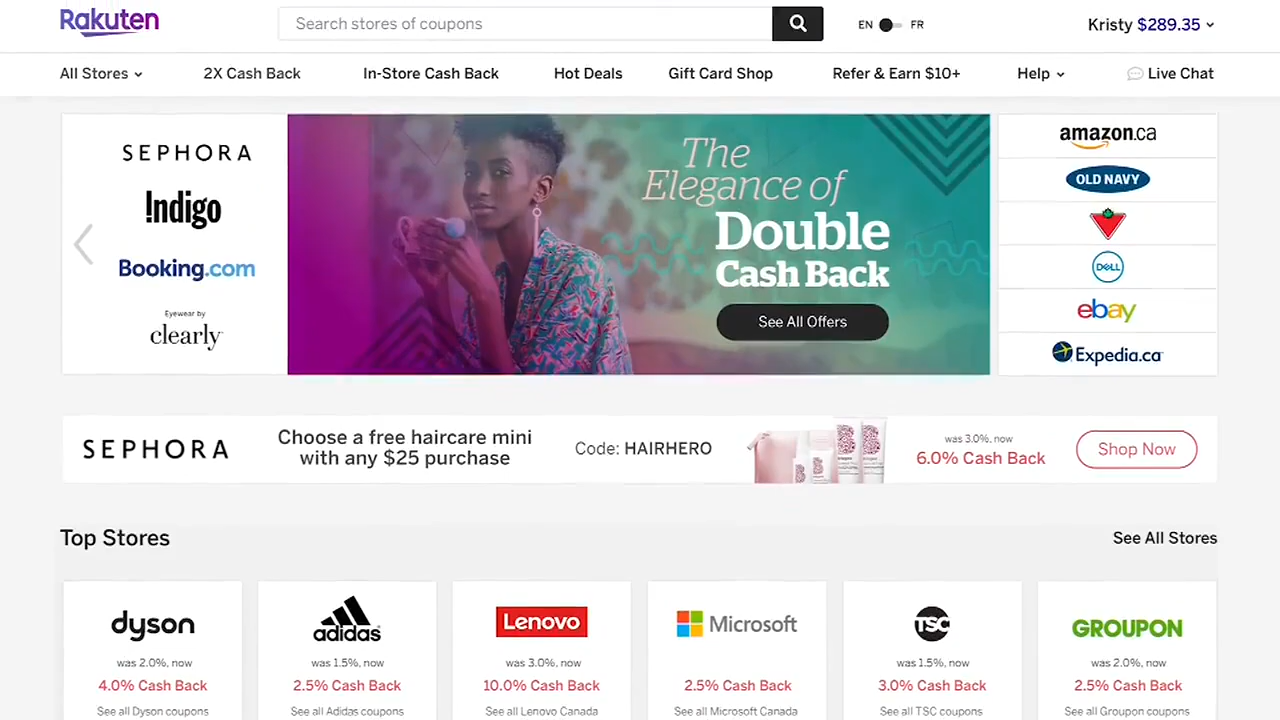 Rakuten
Search stores of coupons
EN FR
Kristy $289.35
All Stores 2X Cash Back In-Store Cash Back Hot Deals Gift Card Shop Refer & Earn $10+ Help Live Chat
SEPHORA
Indigo
Booking.com
Eyewear by
clearly
The
Elegance of
Double
Cash Back
See All Offers
amazon.ca
OLD NAVY
DELL
ebay
Expedia.ca
SEPHORA
Choose a free haircare mini
with any $25 purchase
Code: HAIRHERO
was 3.0%, now
6.0% Cash Back
Shop Now
Top Stores
See All Stores
dyson
was 2.0%, now
4.0% Cash Back
See all Dyson coupons
adidas
was 1.5%, now
2.5% Cash Back
See all Adidas coupons
Lenovo
was 3.0%, now
10.0% Cash Back
See all Lenovo Canada
Microsoft
2.5% Cash Back
See all Microsoft Canada
TSC
was 1.5%, now
3.0% Cash Back
See all TSC coupons
GROUPON
was 2.0%, now
2.5% Cash Back
See all Groupon coupons